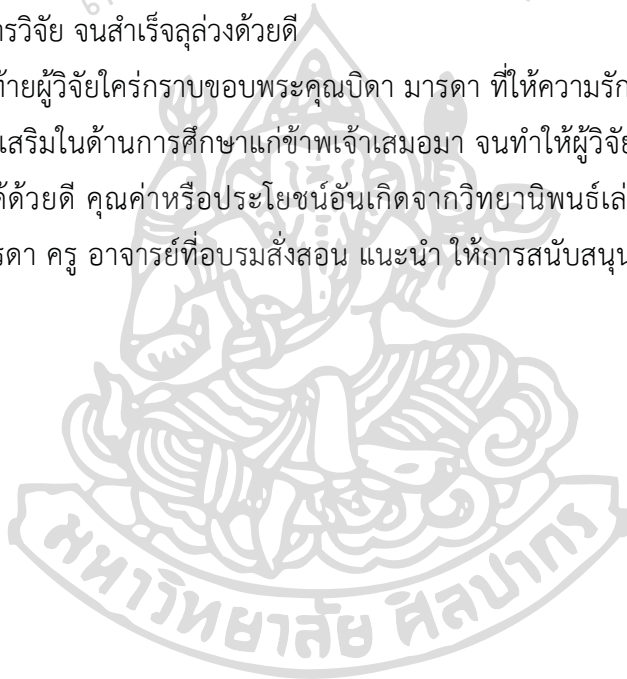 ารวิจัย จนสำเร็จลุล่วงด้วยดี
ท้ายผู้วิจัยใคร่กราบขอบพระคุณบิดา มารดา ที่ให้ความรัก
เสริมในด้านการศึกษาแก่ข้าพเจ้าเสมอมา จนทำให้ผู้วิจัย
ด้ด้วยดี คุณค่าหรือประโยชน์อันเกิดจากวิทยานิพนธ์เล่
รดา ครู อาจารย์ที่อบรมสั่งสอน แนะนำ ให้การสนับสนุน
มหาวิทยาลัย ศิลปากร